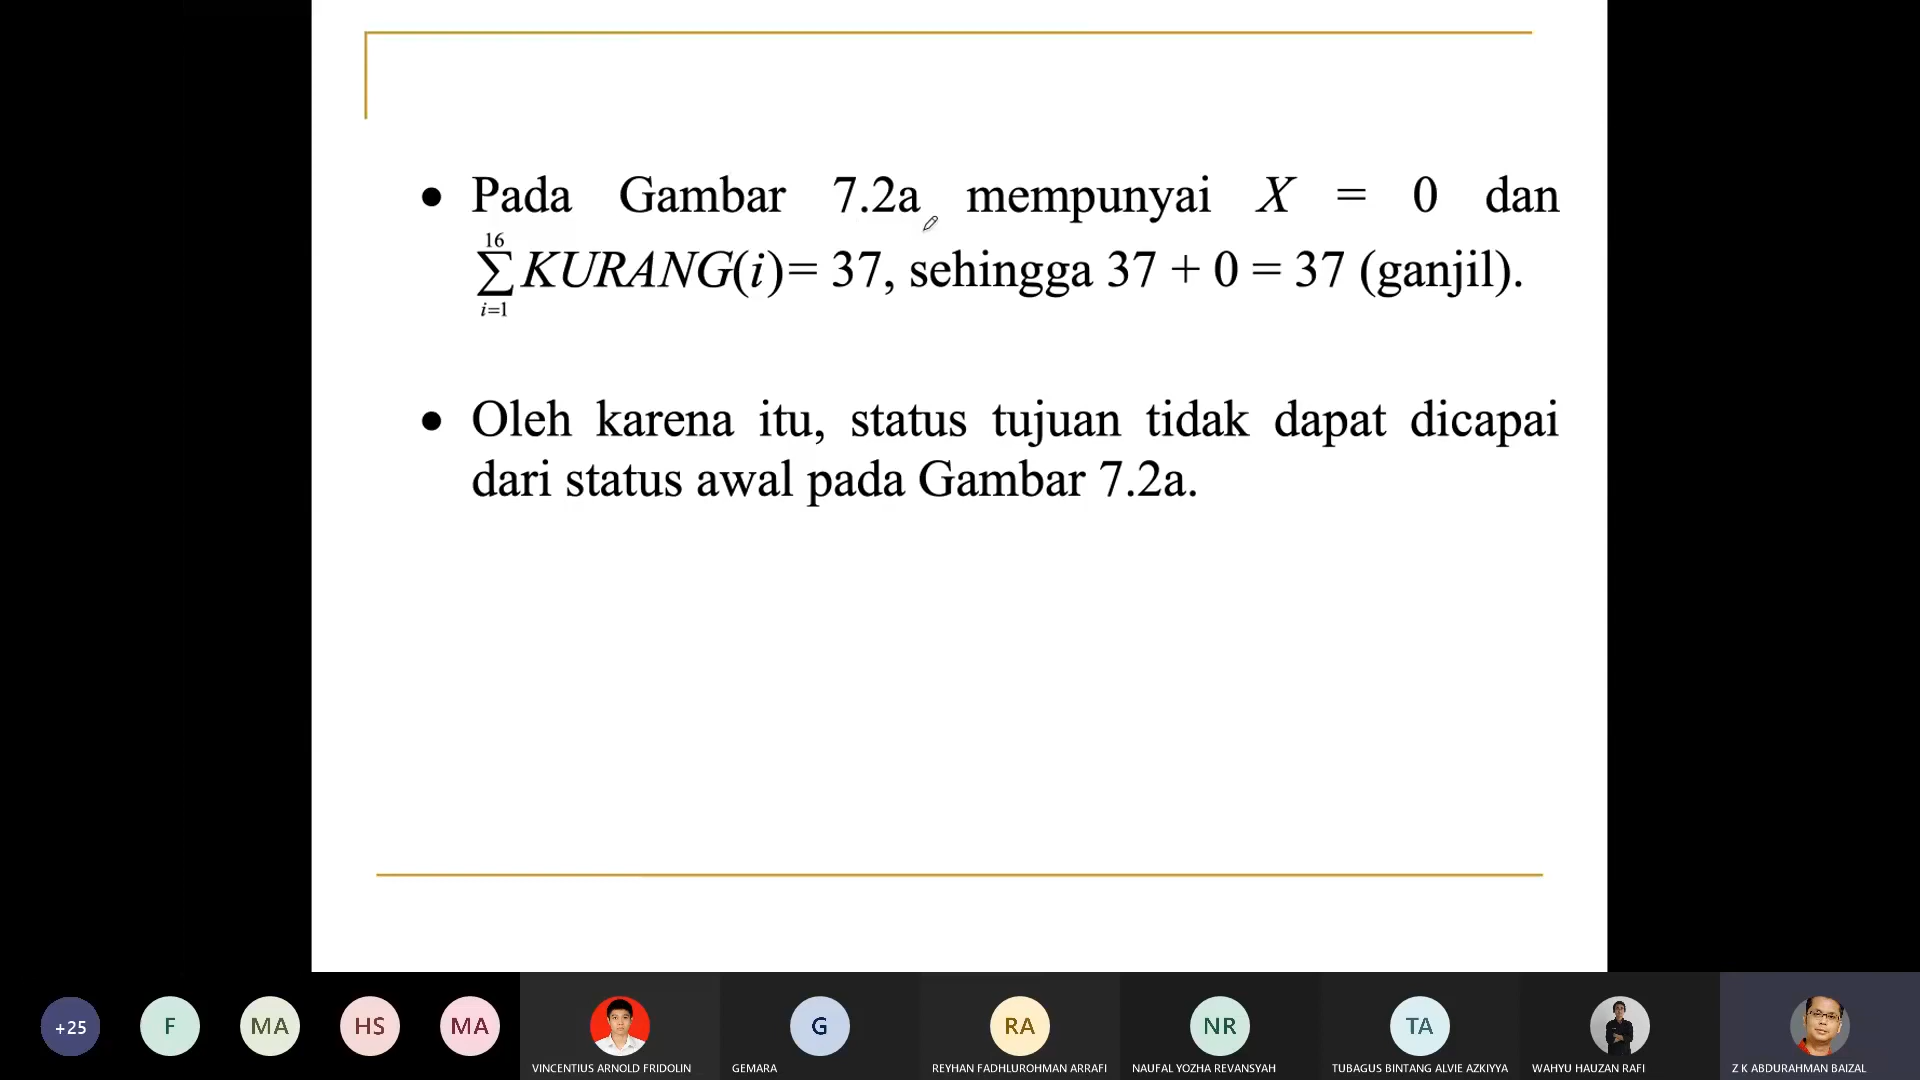 • Pada Gambar 7.2a mempunyai X = 0 dan
16
∑ KURANG(i)= 37, sehingga 37 + 0 = 37 (ganjil).
i=1
• Oleh karena itu, status tujuan tidak dapat dicapai
dari status awal pada Gambar 7.2a.
+25 F MA HS MA G RA NR TA
VINCENTIUS ARNOLD FRIDOLIN GEMARA REYHAN FADHLUROHMAN ARRAFI NAUFAL YOZHA REVANSYAH TUBAGUS BINTANG ALVIE AZKIYYA WAHYU HAUZAN RAFI Z K ABDURAHMAN BAIZAL